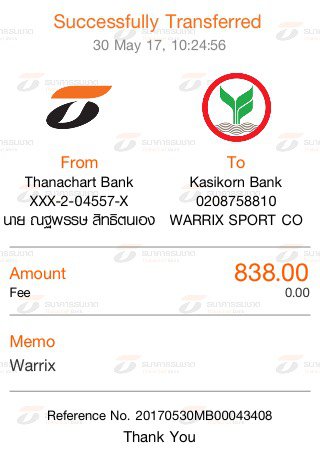 Successfully Transferred
30 May 17, 10:24:56
From
To
Thanachart Bank
Kasikorn Bank
XXX-2-04557-X
0208758810
นาย ณฐพรรษ สิทธิตนเอง
WARRIX SPORT CO
Amount
838.00
Fee
0.00
Memo
Warrix
Reference No. 20170530MB00043408
Thank You